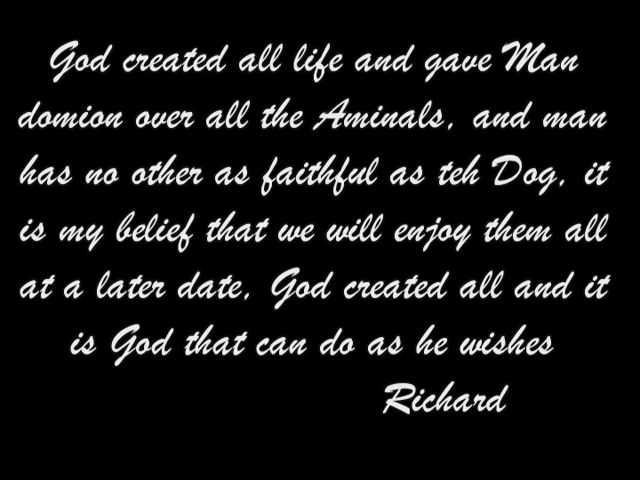 God created all life and gave Man
domion over all the Aminals, and man
has no other as faithful as teh Dog, it
is my belief that we will enjoy them all
at a later date, God created all and it
is God that can do as he wishes
Richard